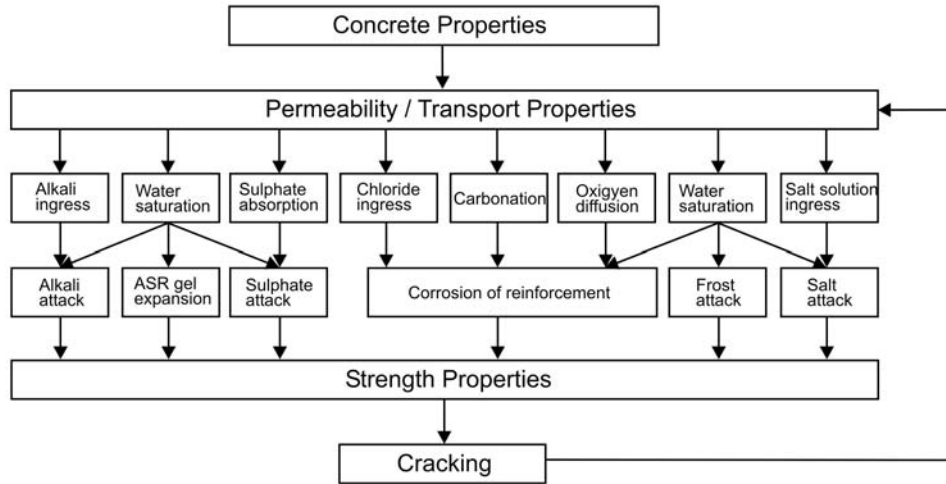 Concrete Properties
Permeability / Transport Properties
Alkali
ingress
Water
saturation
Sulphate
absorption
Chloride
ingress
Carbonation
Oxigyen
diffusion
Water
saturation
Salt solution
ingress
Alkali
attack
ASR gel
expansion
Sulphate
attack
Corrosion of reinforcement
Frost
attack
Salt
attack
Strength Properties
Cracking